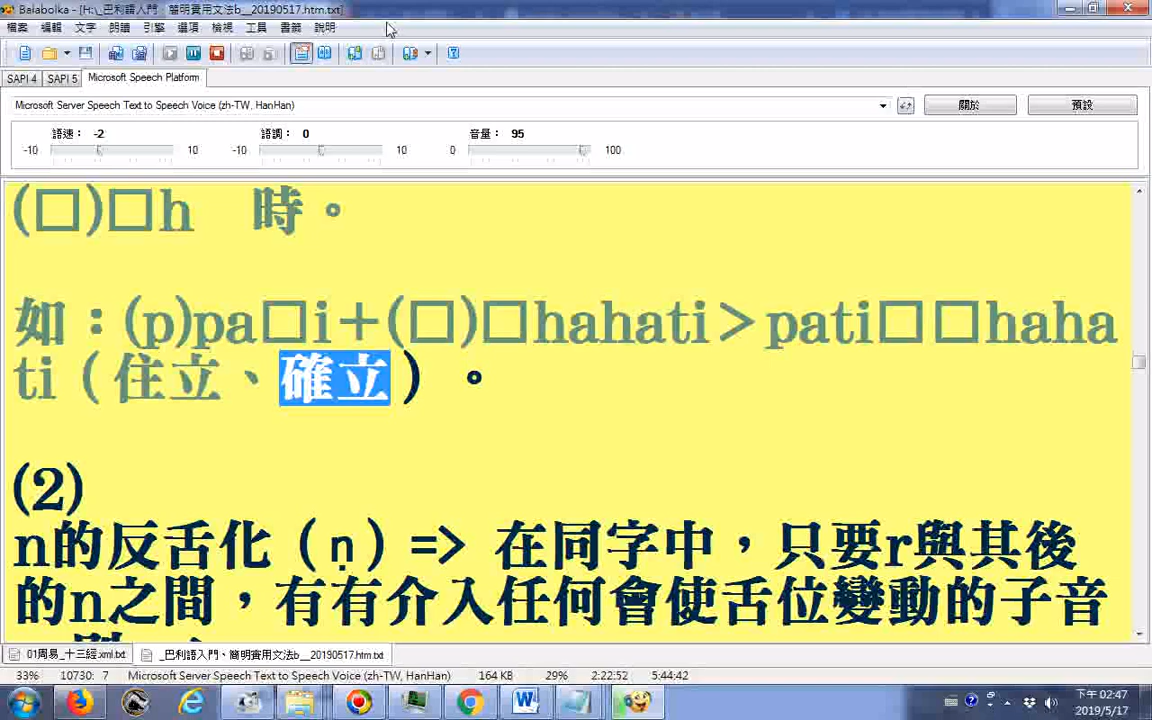 Balabolka - [H:\_巴利語入門、簡明實用文法b__20190517.htm.txt]
檔案 編輯 文字 朗讀 引擎 選項 檢視 工具 書籤 說明
SAPI 4 SAPI 5 Microsoft Speech Platform
Microsoft Server Speech Text to Speech Voice (zh-TW, HanHan) 關於 預設
語速： -2 語調： 0 音量： 95
-10 10 -10 10 0 100
(□)□h 時。
如：(p)pa□i＋(□)□hahati＞pati□□haha
ti（住立、確立）。
(2)
n的反舌化（ṇ）=> 在同字中，只要r與其後
的n之間，有有介入任何會使舌位變動的子音
01周易_十三經.xml.txt _巴利語入門、簡明實用文法b__20190517.htm.txt
33% 10730: 7 Microsoft Server Speech Text to Speech Voice (zh-TW, HanHan) 164 KB 29% 2:22:52 5:44:42
下午 02:47
2019/5/17